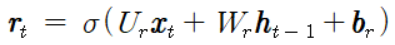 r_t = σ(U_r x_t + W_r h_{t−1} + b_r)